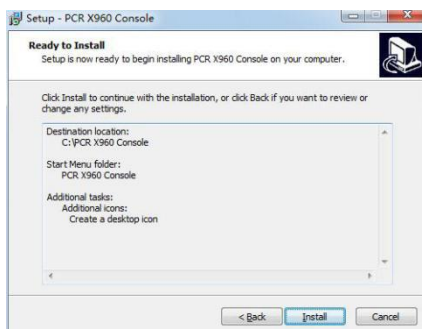 Setup - PCR X960 Console
Ready to Install
Setup is now ready to begin installing PCR X960 Console on your computer.
Click Install to continue with the installation, or click Back if you want to review or
change any settings.
Destination location:
C:\PCR X960 Console
Start Menu folder:
PCR X960 Console
Additional tasks:
Additional icons:
Create a desktop icon
< Back
Install
Cancel